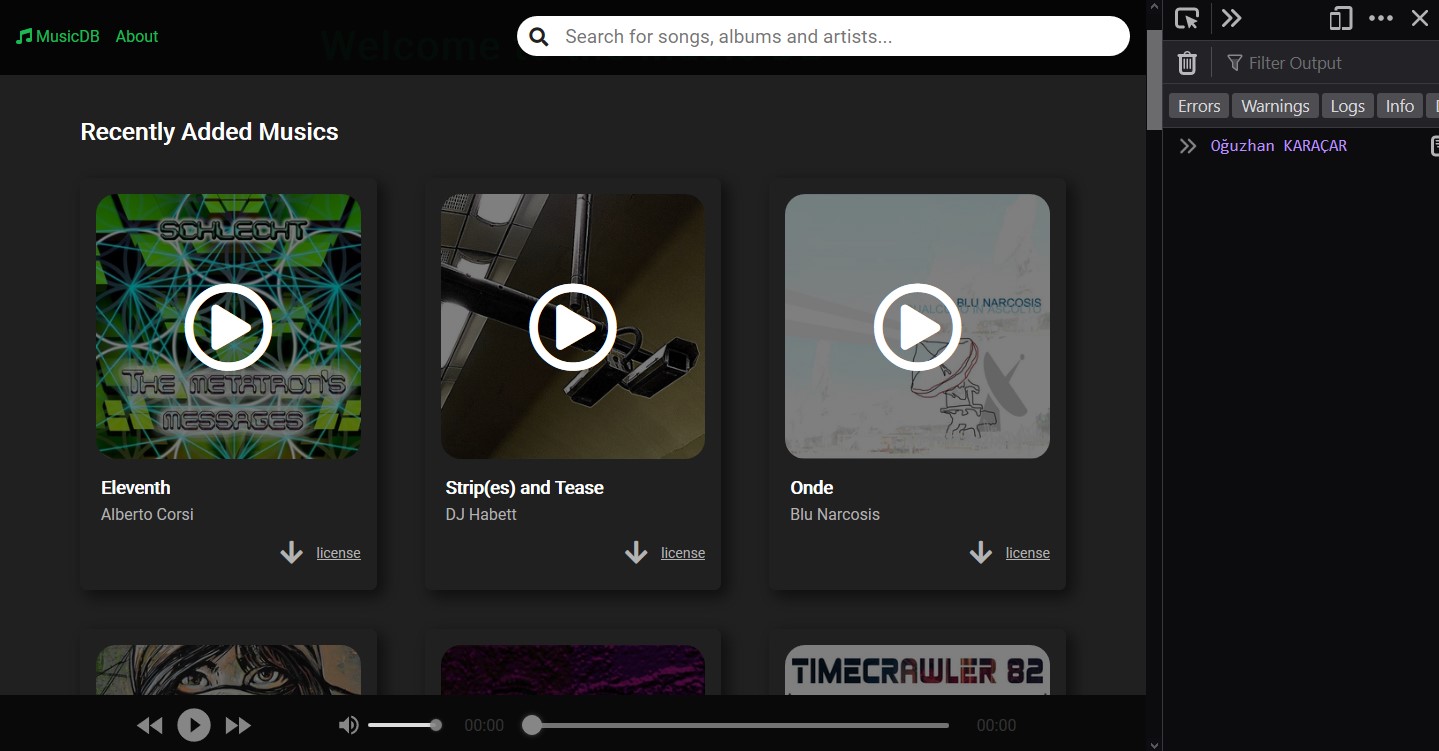 MusicDB About
Welcome
Search for songs, albums and artists...
Filter Output
Errors Warnings Logs Info
Oğuzhan KARAÇAR
Recently Added Musics
SCHLECHT
THE METATRON'S
MESSAGES
BLU NARCOSIS
IN ASCOLTO
Eleventh
Alberto Corsi
license
Strip(es) and Tease
DJ Habett
license
Onde
Blu Narcosis
license
TIMECRAWLER 82
00:00
00:00